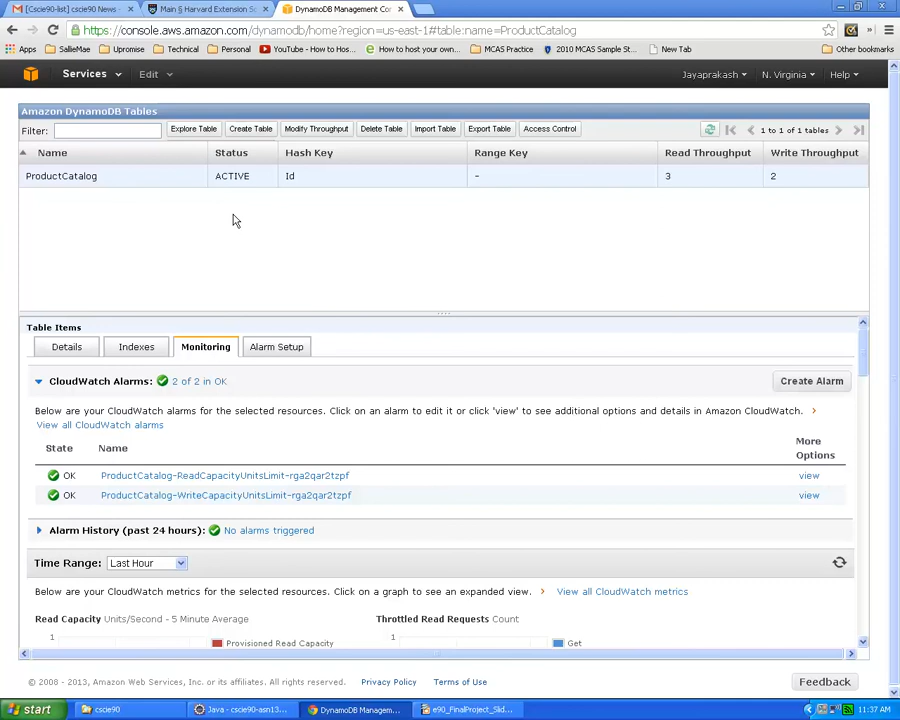 [Cscie90-list] cscie90 News - Main § Harvard Extension Sc DynamoDB Management Co
https://console.aws.amazon.com/dynamodb/home?region=us-east-1#table:name=ProductCatalog
Apps SallieMae Upromise Technical Personal YouTube - How to Hos... How to host your own... MCAS Practice 2010 MCAS Sample St... New Tab Other bookmarks
Services Edit Jayaprakash N. Virginia Help
Amazon DynamoDB Tables
Filter: Explore Table Create Table Modify Throughput Delete Table Import Table Export Table Access Control 1 to 1 of 1 tables
Name Status Hash Key Range Key Read Throughput Write Throughput
ProductCatalog ACTIVE Id - 3 2
Table Items
Details Indexes Monitoring Alarm Setup
CloudWatch Alarms: 2 of 2 in OK Create Alarm
Below are your CloudWatch alarms for the selected resources. Click on an alarm to edit it or click 'view' to see additional options and details in Amazon CloudWatch.
View all CloudWatch alarms
State Name More Options
OK ProductCatalog-ReadCapacityUnitsLimit-rga2qar2tzpf view
OK ProductCatalog-WriteCapacityUnitsLimit-rga2qar2tzpf view
Alarm History (past 24 hours): No alarms triggered
Time Range: Last Hour
Below are your CloudWatch metrics for the selected resources. Click on a graph to see an expanded view. View all CloudWatch metrics
Read Capacity Units/Second - 5 Minute Average Throttled Read Requests Count
1 Provisioned Read Capacity 1 Get
© 2008 - 2013, Amazon Web Services, Inc. or its affiliates. All rights reserved. Privacy Policy Terms of Use Feedback
start cscie90 Java - cscie90-asn13... DynamoDB Managem... e90_FinalProject_Slid... 11:37 AM